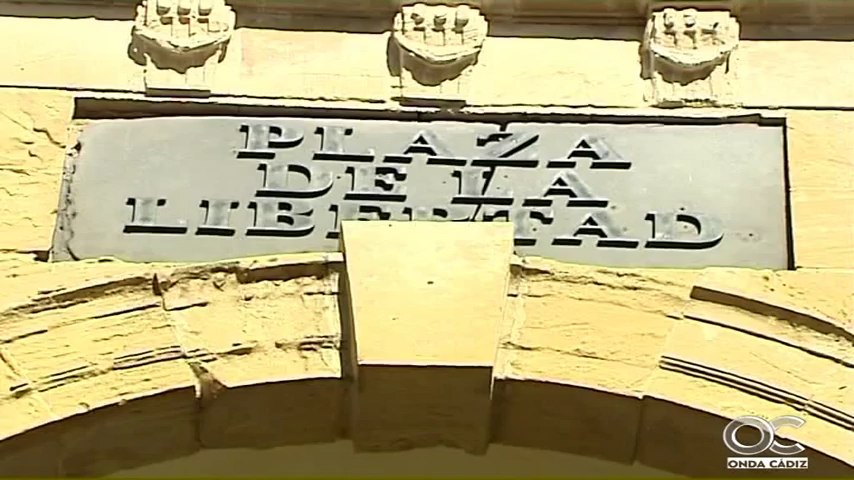 PLAZA
DE LA
LIBERTAD
OC
ONDA CÁDIZ